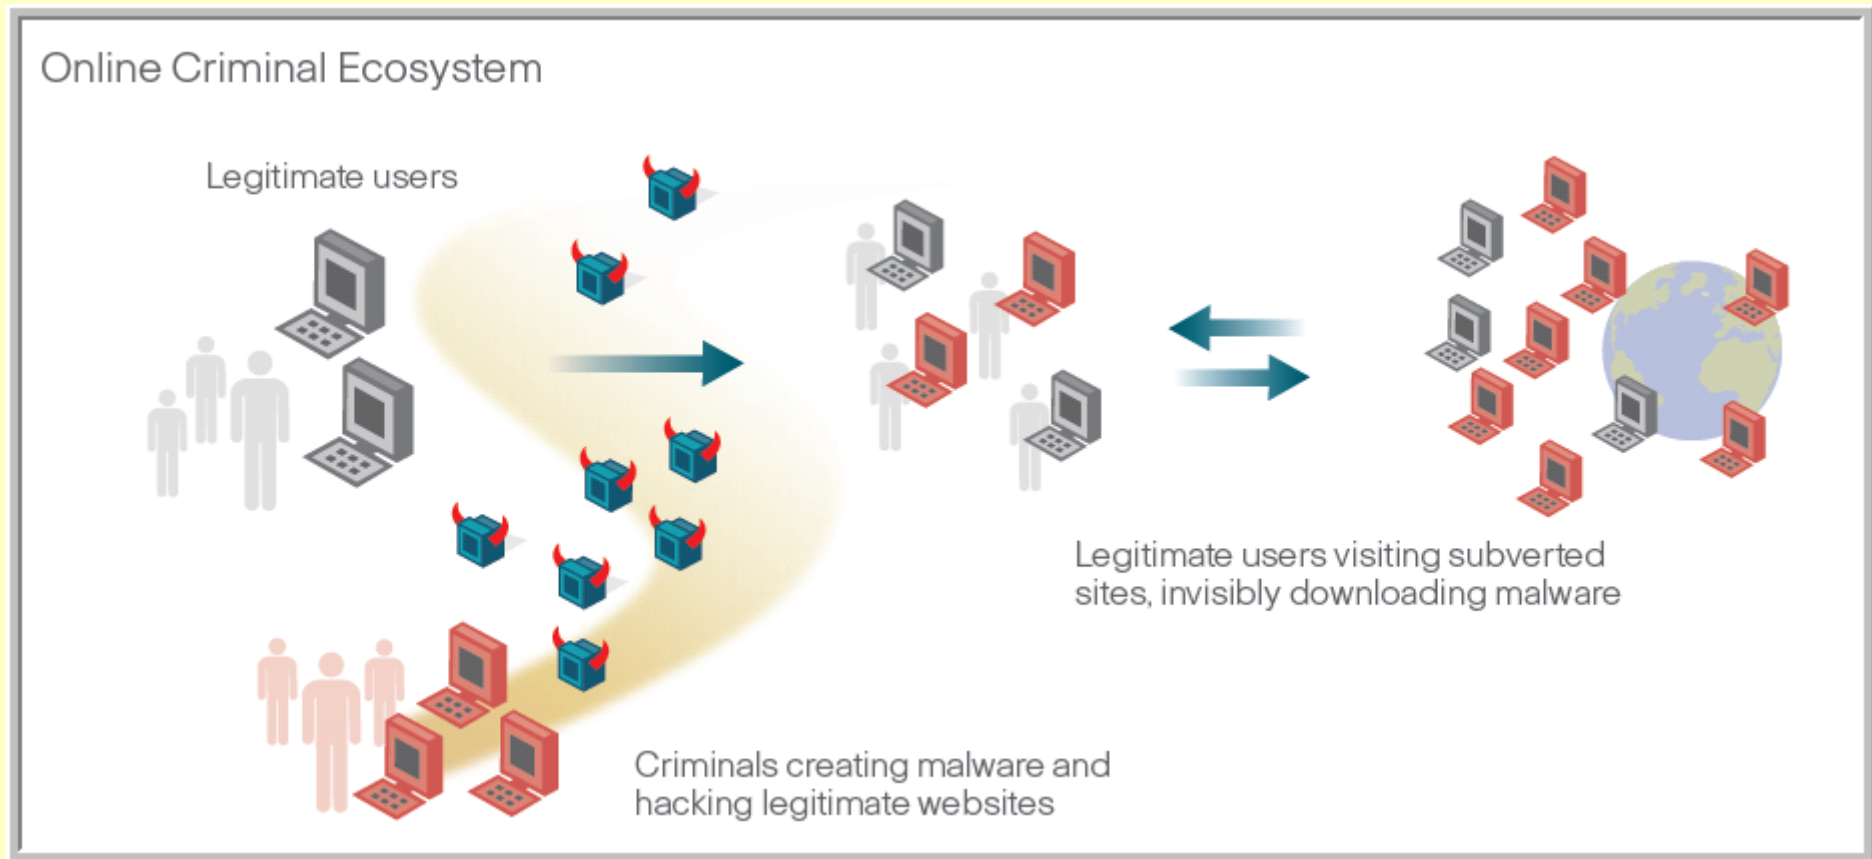 Online Criminal Ecosystem
Legitimate users
Legitimate users visiting subverted
sites, invisibly downloading malware
Criminals creating malware and
hacking legitimate websites